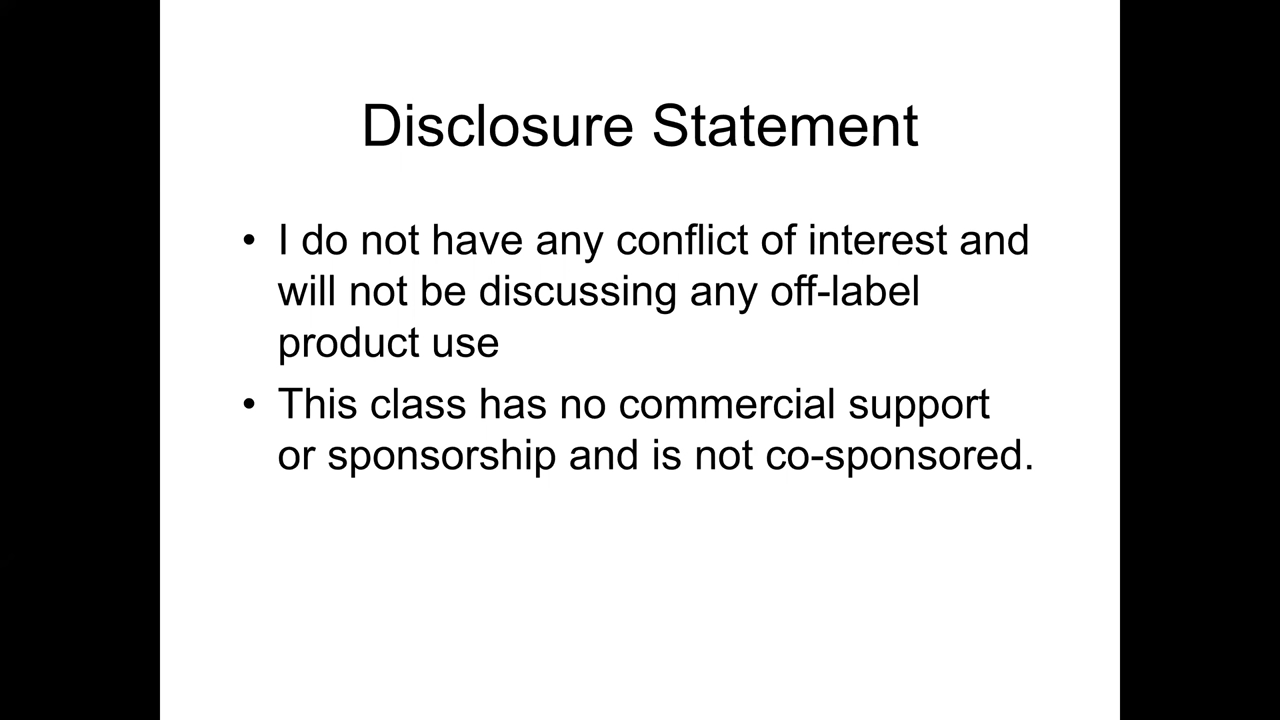 Disclosure Statement
• I do not have any conflict of interest and
will not be discussing any off-label
product use
• This class has no commercial support
or sponsorship and is not co-sponsored.